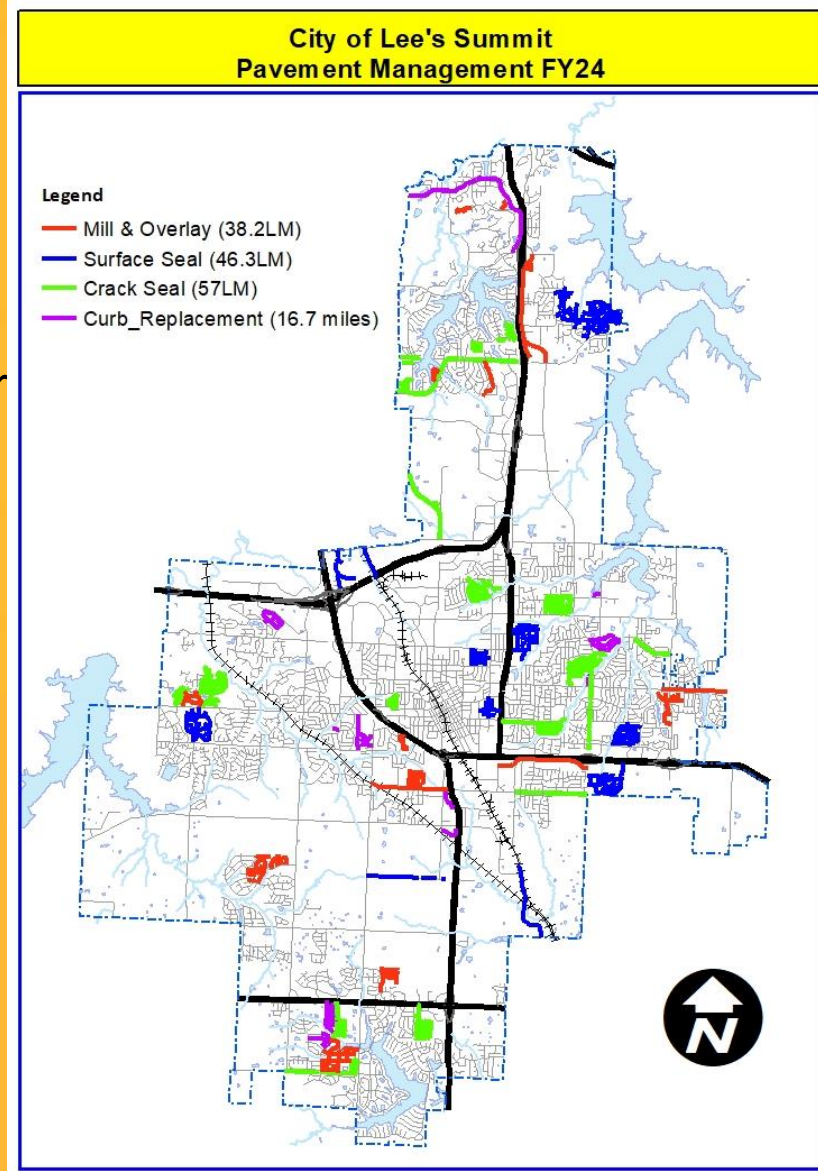 City of Lee's Summit
Pavement Management FY24
Legend
Mill & Overlay (38.2LM)
Surface Seal (46.3LM)
Crack Seal (57LM)
Curb_Replacement (16.7 miles)
N